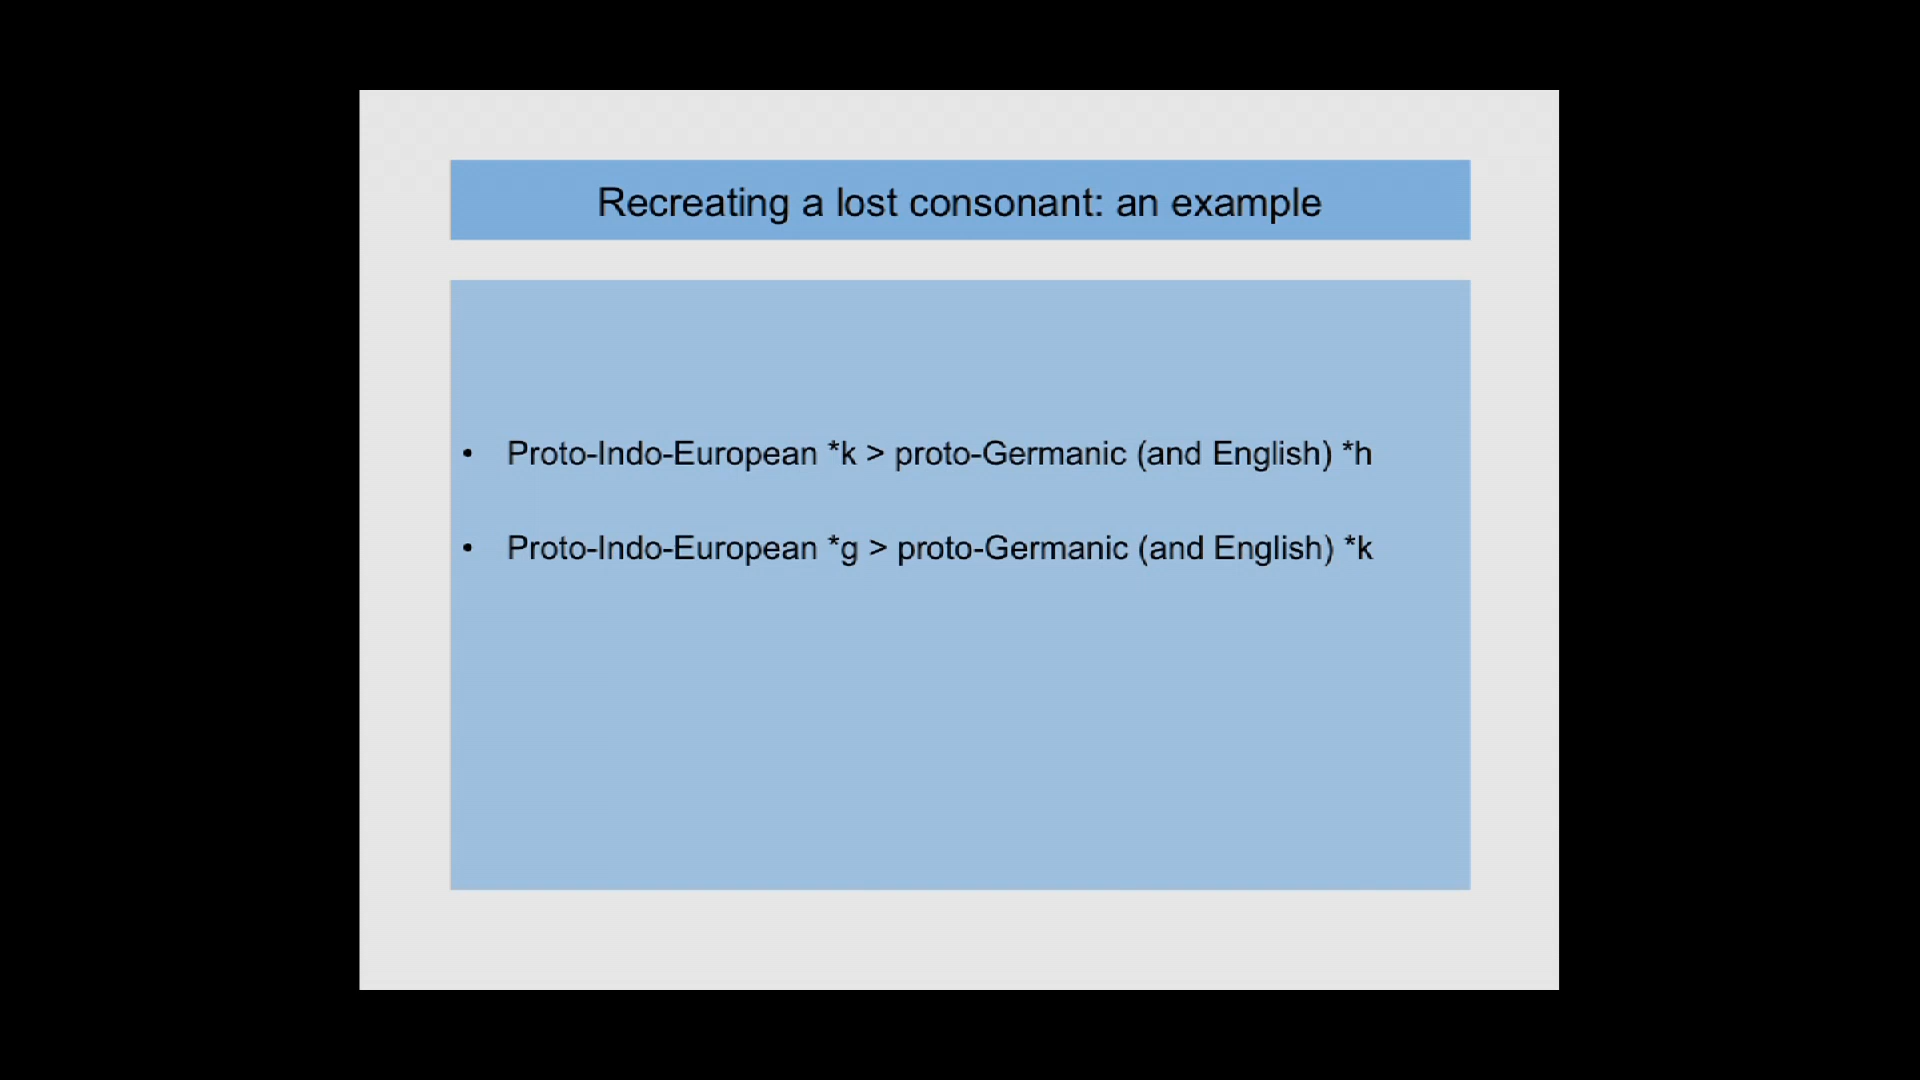 Recreating a lost consonant: an example
• Proto-Indo-European *k > proto-Germanic (and English) *h
• Proto-Indo-European *g > proto-Germanic (and English) *k